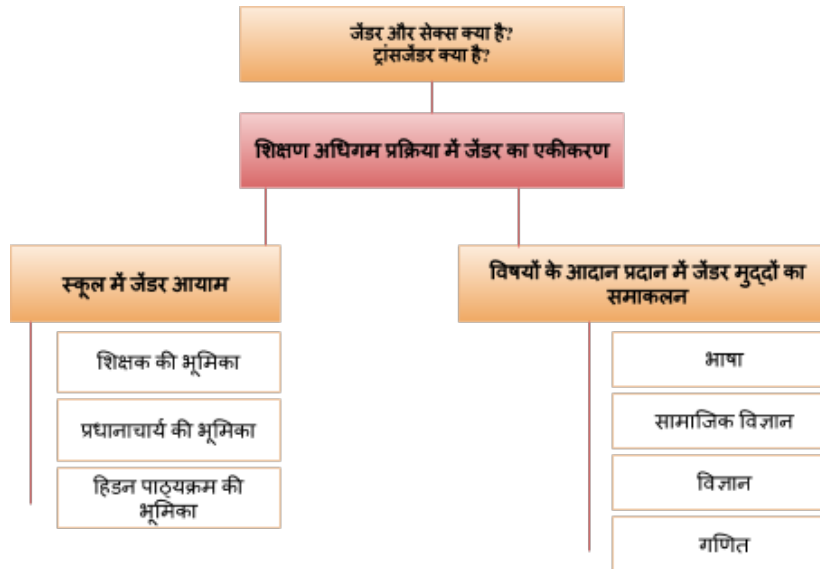 जेंडर और सेक्स क्या है?
ट्रांसजेंडर क्या है?
शिक्षण अधिगम प्रक्रिया में जेंडर का एकीकरण
स्कूल में जेंडर आयाम
शिक्षक की भूमिका
प्रधानाचार्य की भूमिका
हिडन पाठ्यक्रम की
भूमिका
विषयों के आदान प्रदान में जेंडर मुद्दों का
समाकलन
भाषा
सामाजिक विज्ञान
विज्ञान
गणित